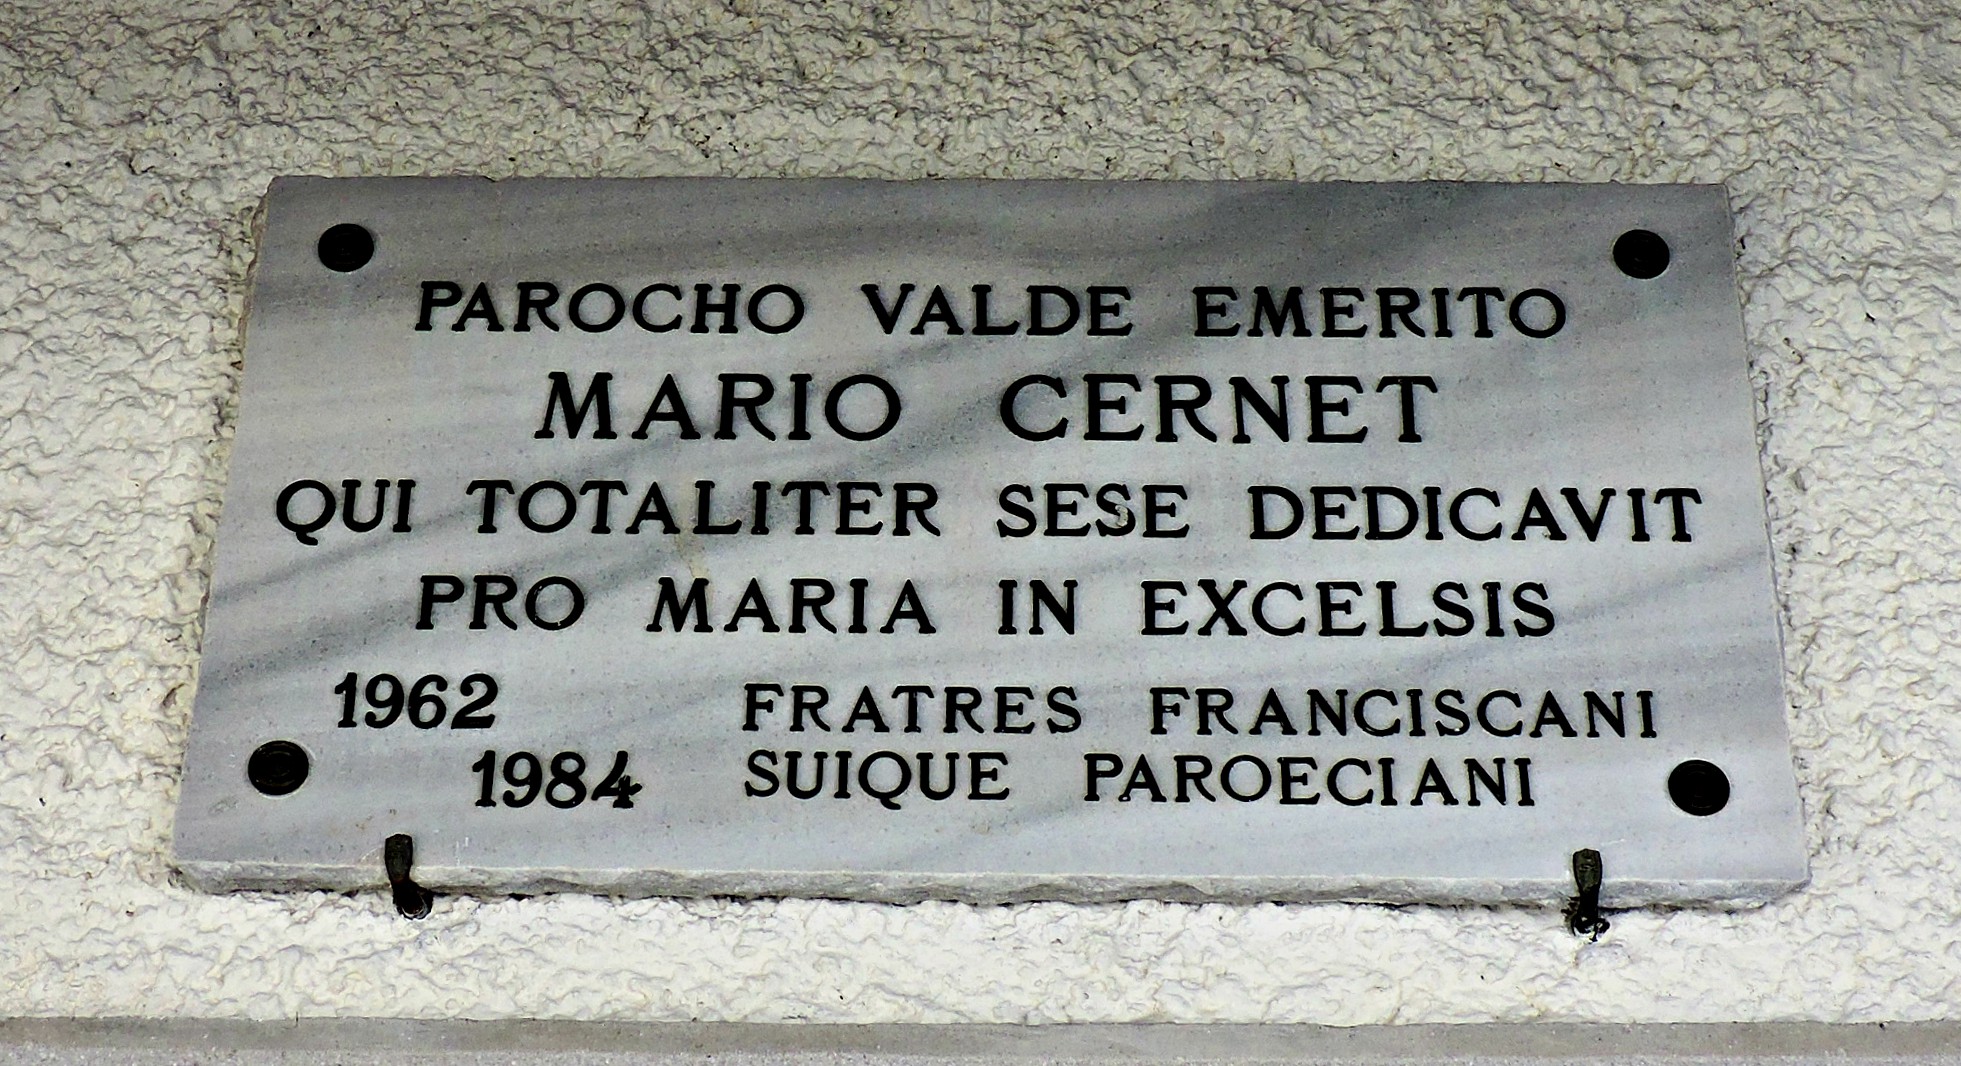 PAROCHO VALDE EMERITO
MARIO CERNET
QUI TOTALITER SESE DEDICAVIT
PRO MARIA IN EXCELSIS
1962 FRATRES FRANCISCANI
1984 SUIQUE PAROECIANI